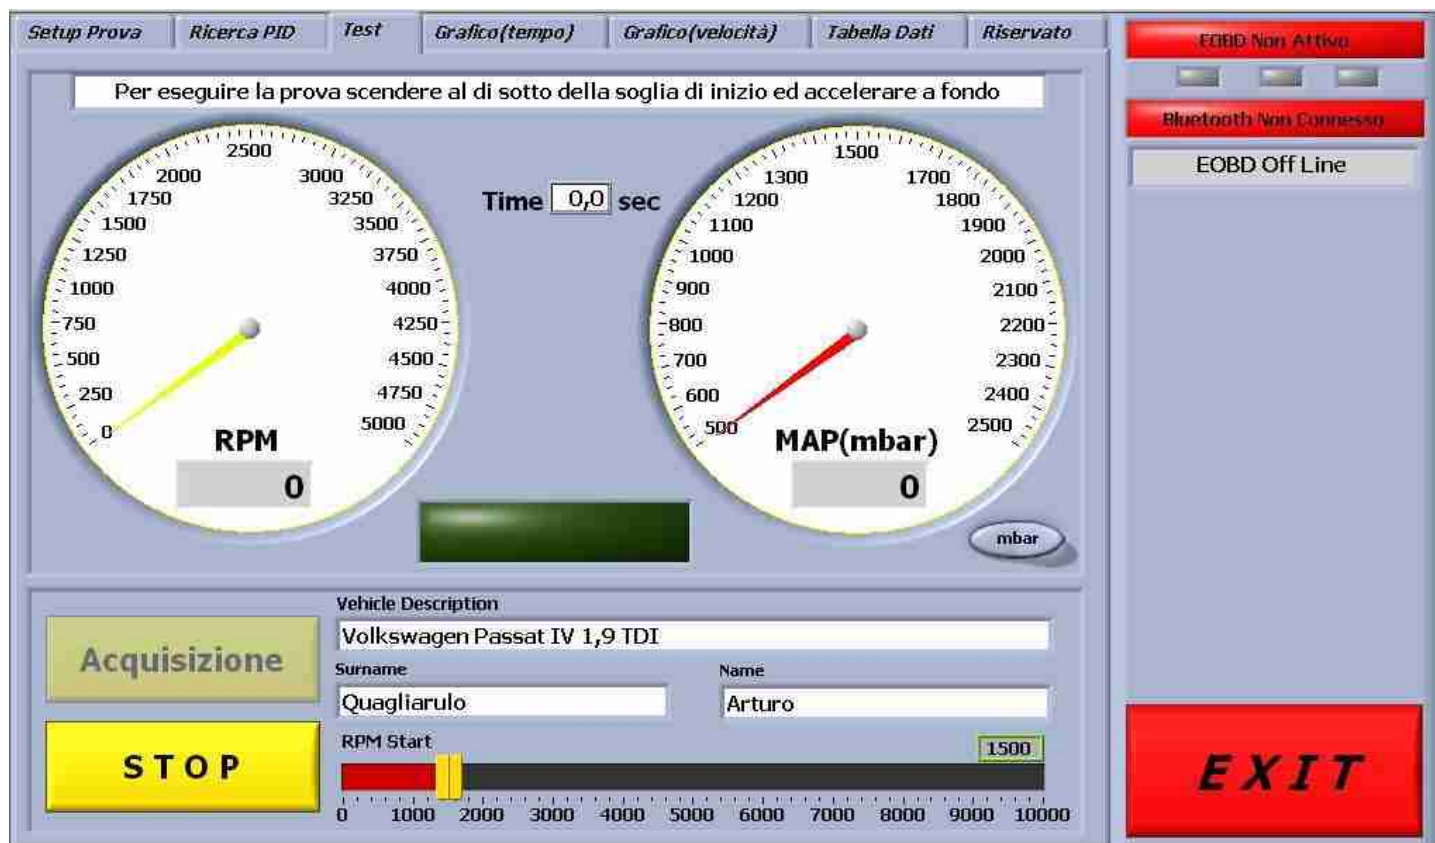 Setup Prova
Ricerca PID
Test
Grafico(tempo)
Grafico(velocità)
Tabella Dati
Riservato
EOBD Non Attivo
Per eseguire la prova scendere al di sotto della soglia di inizio ed accelerare a fondo
Bluetooth Non Connesso
EOBD Off Line
Time 0,0 sec
0
250
500
750
1000
1250
1500
1750
2000
2500
3000
3250
3500
3750
4000
4250
4500
4750
5000
RPM
0
500
600
700
800
900
1000
1100
1200
1300
1500
1700
1800
1900
2000
2100
2200
2300
2400
2500
MAP(mbar)
0
mbar
Acquisizione
STOP
Vehicle Description
Volkswagen Passat IV 1,9 TDI
Surname
Name
Quagliarulo
Arturo
RPM Start
1500
0 1000 2000 3000 4000 5000 6000 7000 8000 9000 10000
EXIT